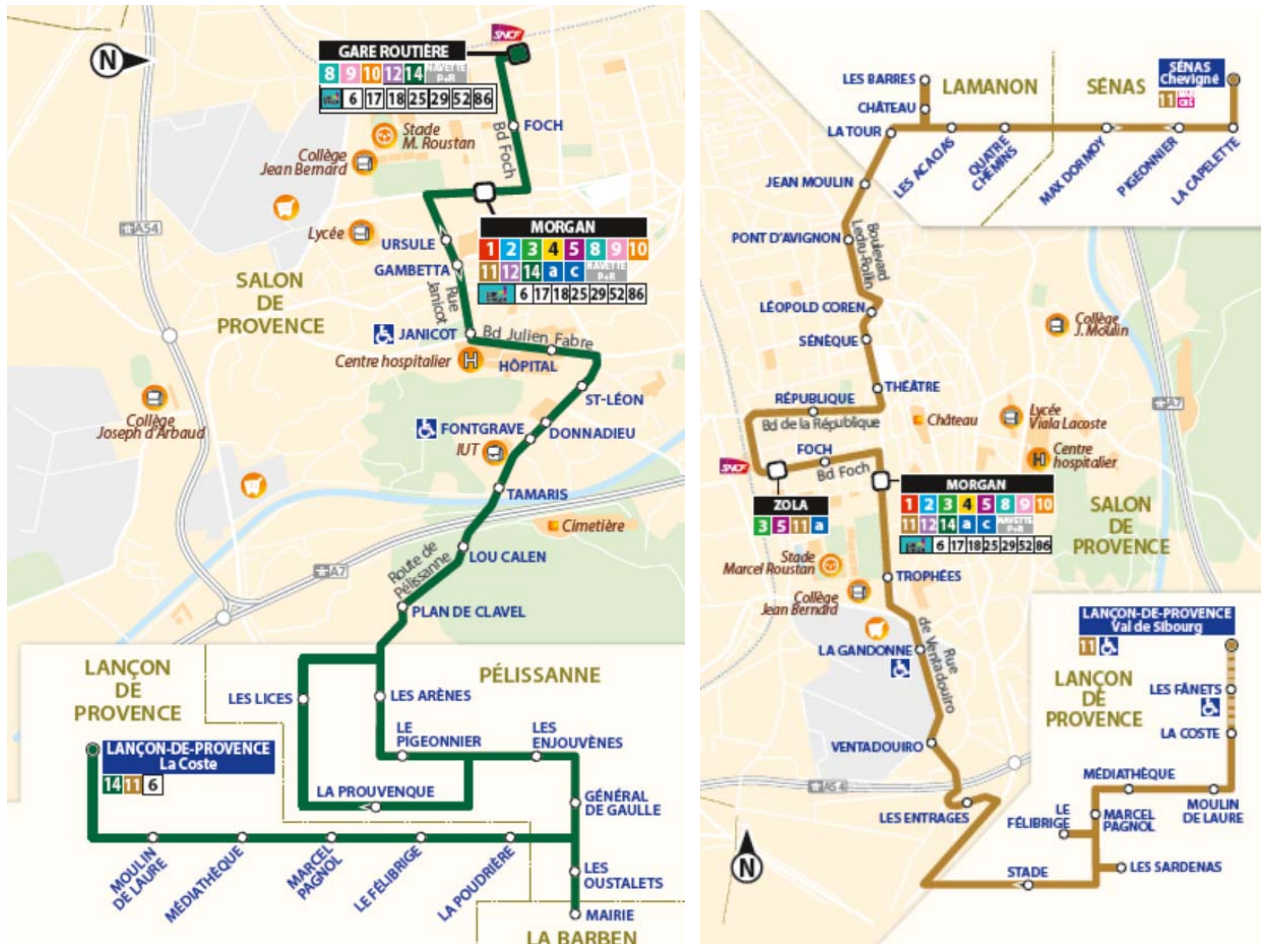 SNCF
GARE ROUTIÈRE
8 9 10 12 14 NAVETTE P+R
6 17 18 25 29 52 86
N
FOCH
Bd Foch
Stade
M. Roustan
Collège
Jean Bernard
A54
Lycée
MORGAN
1 2 3 4 5 8 9 10
11 12 14 a c NAVETTE P+R
6 17 18 25 29 52 86
URSULE
GAMBETTA
SALON
DE
PROVENCE
Rue
Janicot
JANICOT
Bd Julien Fabre
Centre hospitalier
H
HÔPITAL
ST-LÉON
Collège
Joseph d'Arbaud
FONTGRAVE
DONNADIEU
IUT
TAMARIS
Cimetière
A7
Route de
Pélissanne
LOU CALEN
PLAN DE CLAVEL
LANÇON
DE
PROVENCE
PÉLISSANNE
LES LICES
LES ARÈNES
LE
PIGEONNIER
LES
ENJOUVÈNES
LANÇON-DE-PROVENCE
La Coste
14 11 6
LA PROUVENQUE
GÉNÉRAL
DE GAULLE
MOULIN
DE LAURE
MÉDIATHÈQUE
MARCEL
PAGNOL
LE FÉLIBRIGE
LA POUDRIÈRE
LES
OUSTALETS
MAIRIE
LA BARBEN
LES BARRES
LAMANON
SÉNAS
SÉNAS
Chevigné
11
CHÂTEAU
LA TOUR
LES ACACIAS
QUATRE
CHEMINS
MAX DORMOY
PIGEONNIER
LA CAPELETTE
JEAN MOULIN
PONT D'AVIGNON
Boulevard
Ledru-Rollin
LÉOPOLD COREN
SÉNÈQUE
Collège
J. Moulin
THÉÂTRE
RÉPUBLIQUE
Bd de la République
Château
Lycée
Viala Lacoste
A7
FOCH
Bd Foch
Centre
hospitalier
H
SNCF
ZOLA
3 5 11 a
MORGAN
1 2 3 4 5 8 9 10
11 12 14 a c NAVETTE P+R
6 17 18 25 29 52 86
SALON
DE
PROVENCE
Stade
Marcel Roustan
TROPHÉES
Collège
Jean Bernard
LA GANDONNE
Rue
de Ventadouiro
LANÇON-DE-PROVENCE
Val de Sibourg
11
LANÇON
DE
PROVENCE
LES FÂNETS
LA COSTE
VENTADOUIRO
A54
LES ENTRAGES
MÉDIATHÈQUE
MOULIN
DE LAURE
LE
FÉLIBRIGE
MARCEL
PAGNOL
STADE
LES SARDENAS
N